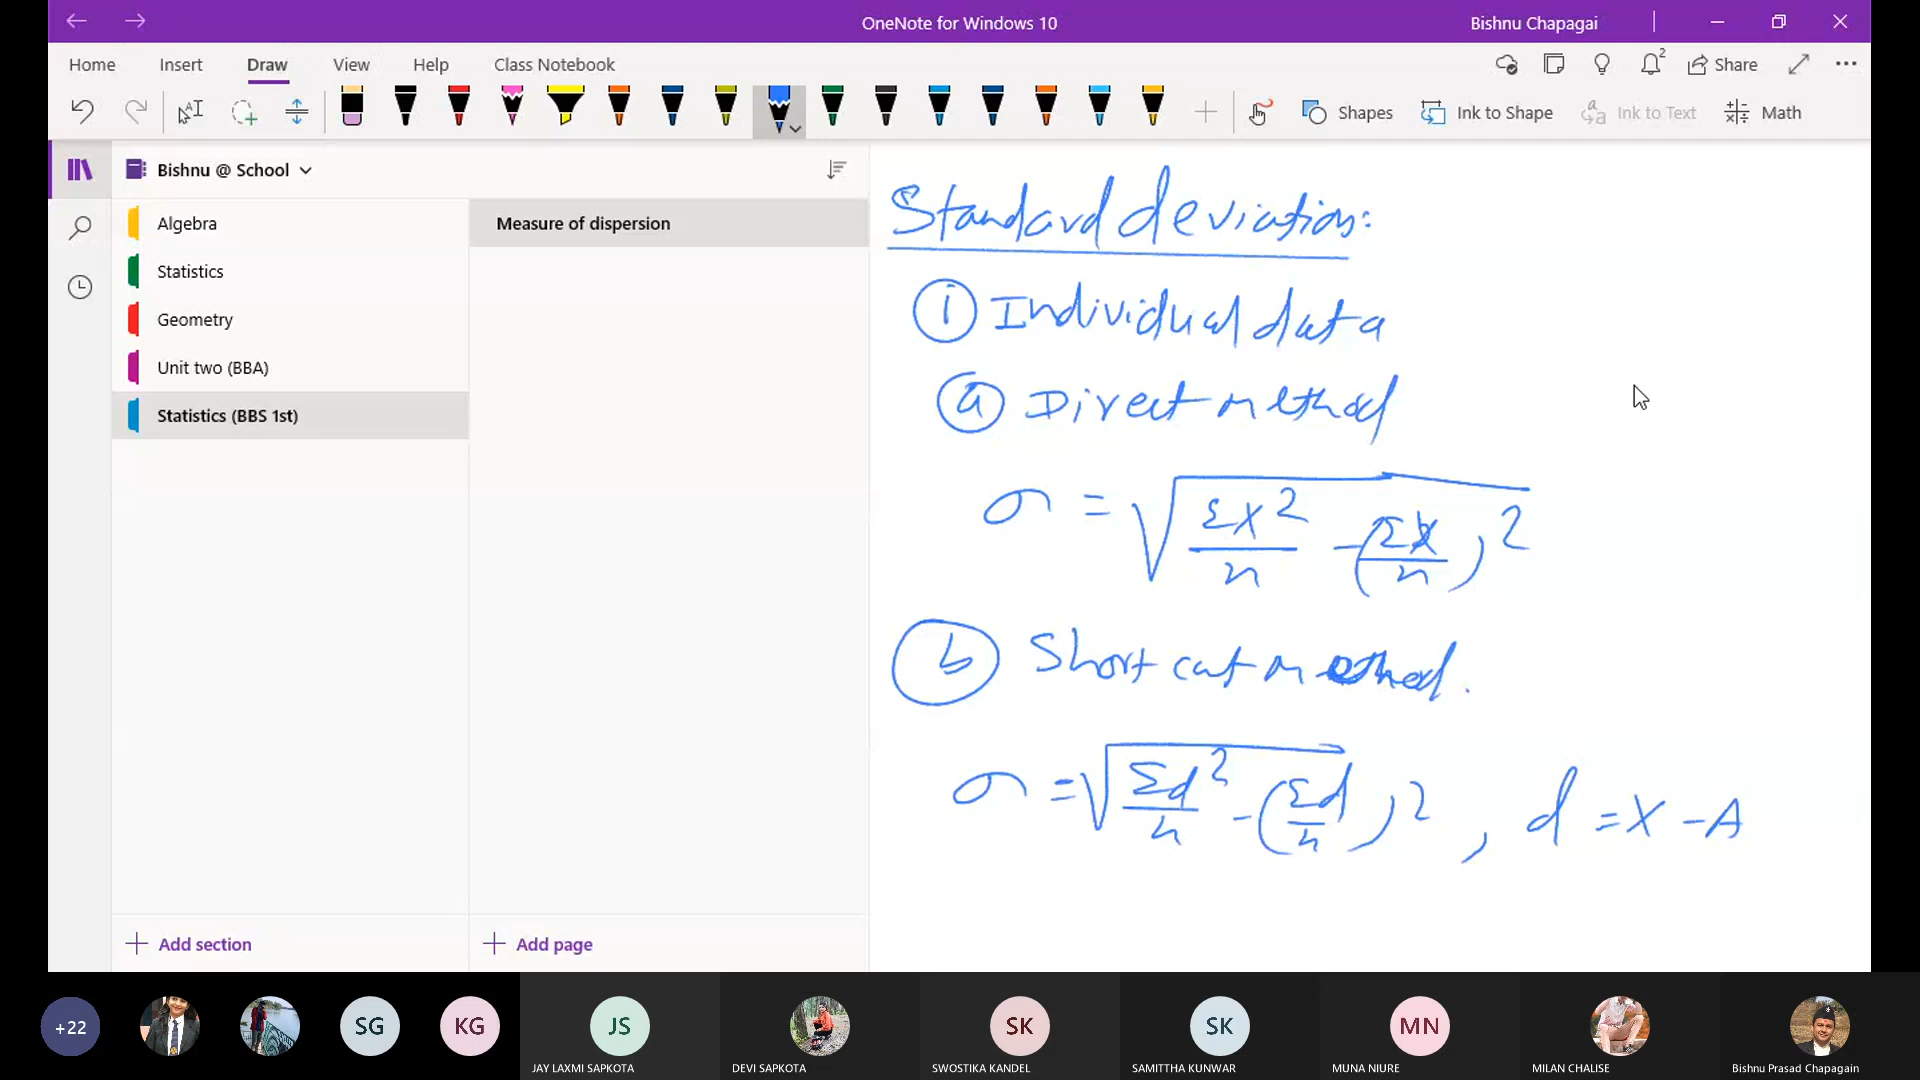 OneNote for Windows 10
Bishnu Chapagai
Home Insert Draw View Help Class Notebook
2 Share
Shapes Ink to Shape Ink to Text Math
Bishnu @ School
Algebra
Statistics
Geometry
Unit two (BBA)
Statistics (BBS 1st)
Add section
Measure of dispersion
Add page
Standard deviation:
(i) Individual data
(a) Direct method
σ = √(Σx²/n - (Σx/n)²)
(b) Short cut method.
σ = √(Σd²/n - (Σd/n)²) , d = X - A
+22
SG
KG
JS
JAY LAXMI SAPKOTA
DEVI SAPKOTA
SK
SWOSTIKA KANDEL
SK
SAMITTHA KUNWAR
MN
MUNA NIURE
MILAN CHALISE
Bishnu Prasad Chapagain